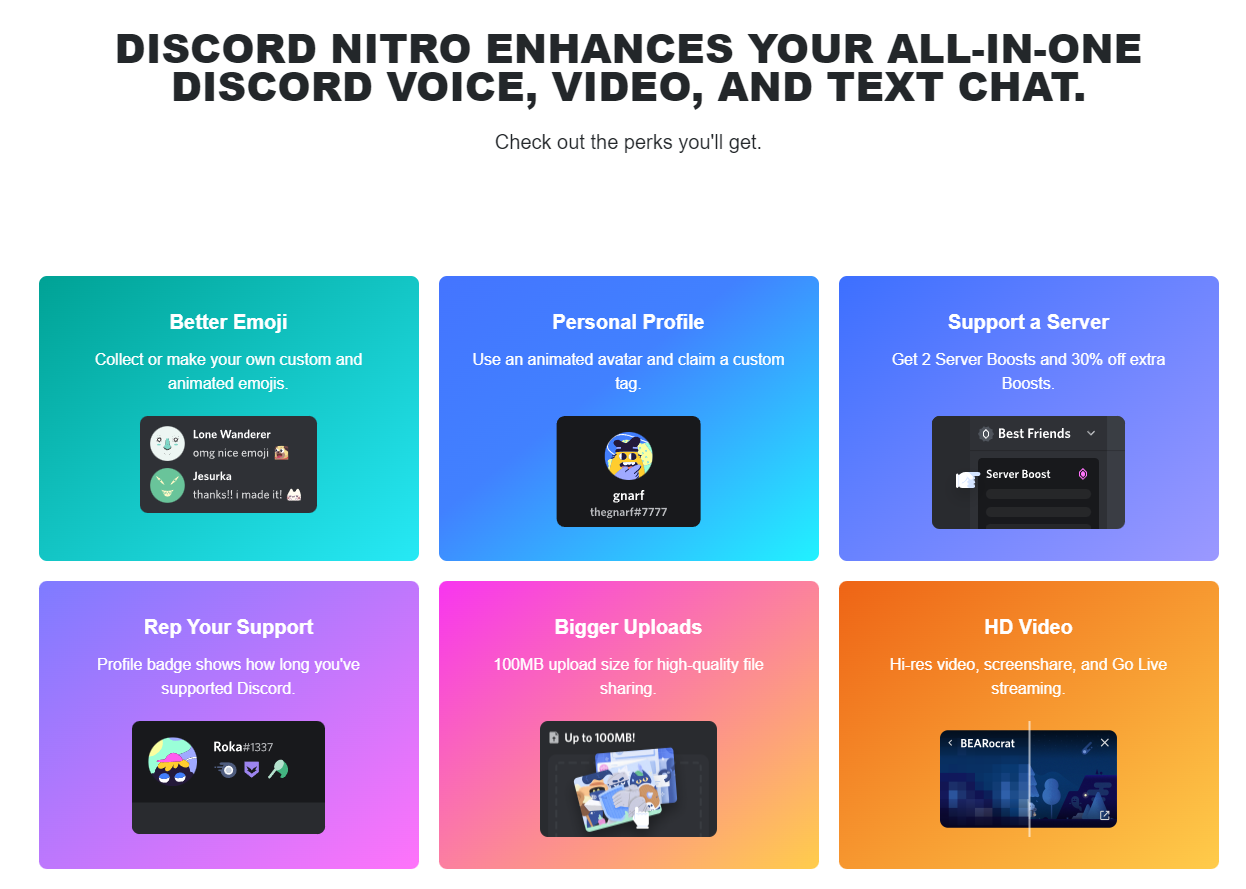 DISCORD NITRO ENHANCES YOUR ALL-IN-ONE
DISCORD VOICE, VIDEO, AND TEXT CHAT.
Check out the perks you'll get.
Better Emoji
Collect or make your own custom and
animated emojis.
Lone Wanderer
omg nice emoji
Jesurka
thanks!! i made it!
Personal Profile
Use an animated avatar and claim a custom
tag.
gnarf
thegnarf#7777
Support a Server
Get 2 Server Boosts and 30% off extra
Boosts.
Best Friends
Server Boost
Rep Your Support
Profile badge shows how long you've
supported Discord.
Roka#1337
Bigger Uploads
100MB upload size for high-quality file
sharing.
Up to 100MB!
HD Video
Hi-res video, screenshare, and Go Live
streaming.
BEARocrat